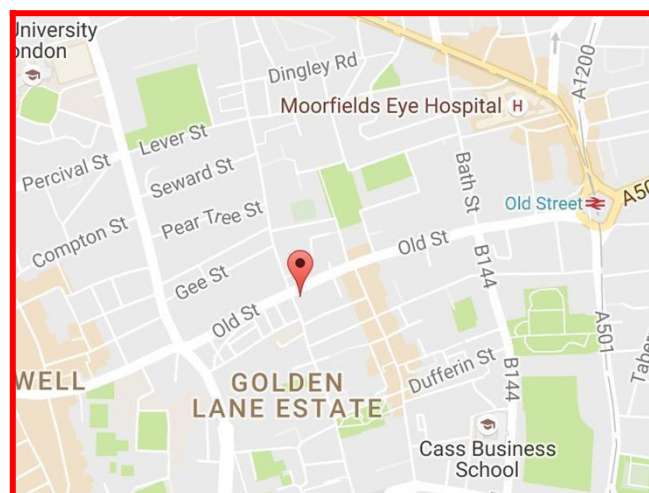 University
ondon
Dingley Rd
A1200
Moorfields Eye Hospital
H
Lever St
Percival St
Seward St
Bath St
Old Street
A50
Pear Tree St
Compton St
Old St
Gee St
B144
Old St
A501
Taber
WELL
GOLDEN
LANE ESTATE
Dufferin St
B144
Cass Business
School